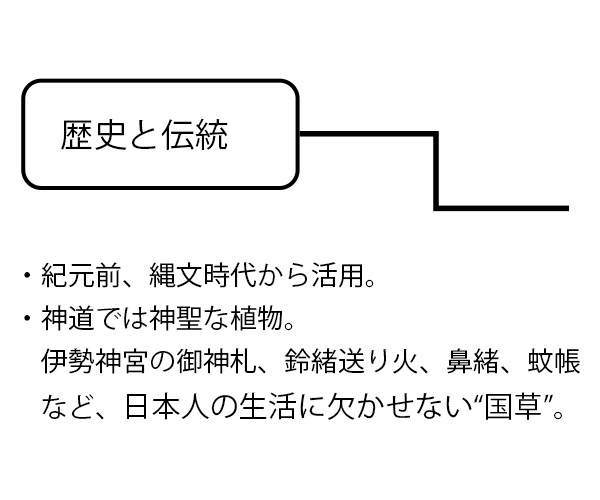 歴史と伝統
・紀元前、縄文時代から活用。
・神道では神聖な植物。
伊勢神宮の御神札、鈴緒送り火、鼻緒、蚊帳
など、日本人の生活に欠かせない“国草”。